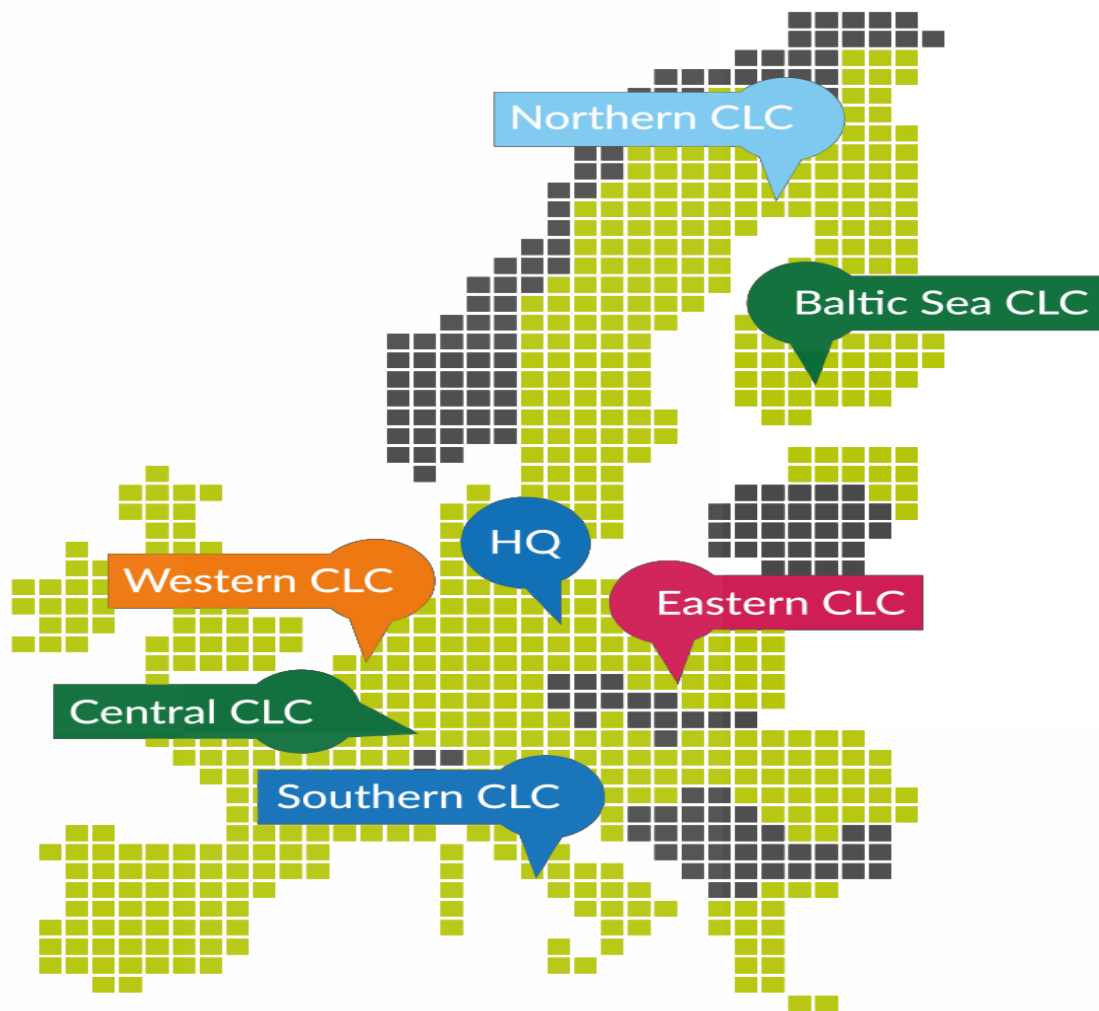 Northern CLC
Baltic Sea CLC
HQ
Western CLC
Eastern CLC
Central CLC
Southern CLC